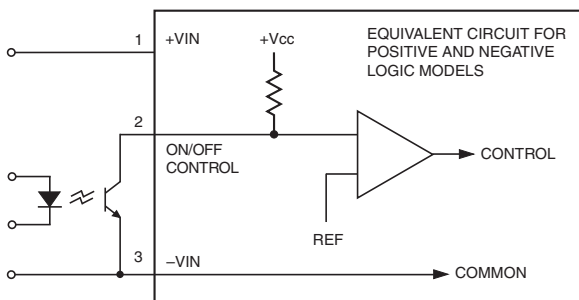 1
+VIN
+Vcc
EQUIVALENT CIRCUIT FOR
POSITIVE AND NEGATIVE
LOGIC MODELS
2
ON/OFF
CONTROL
CONTROL
REF
3
–VIN
COMMON